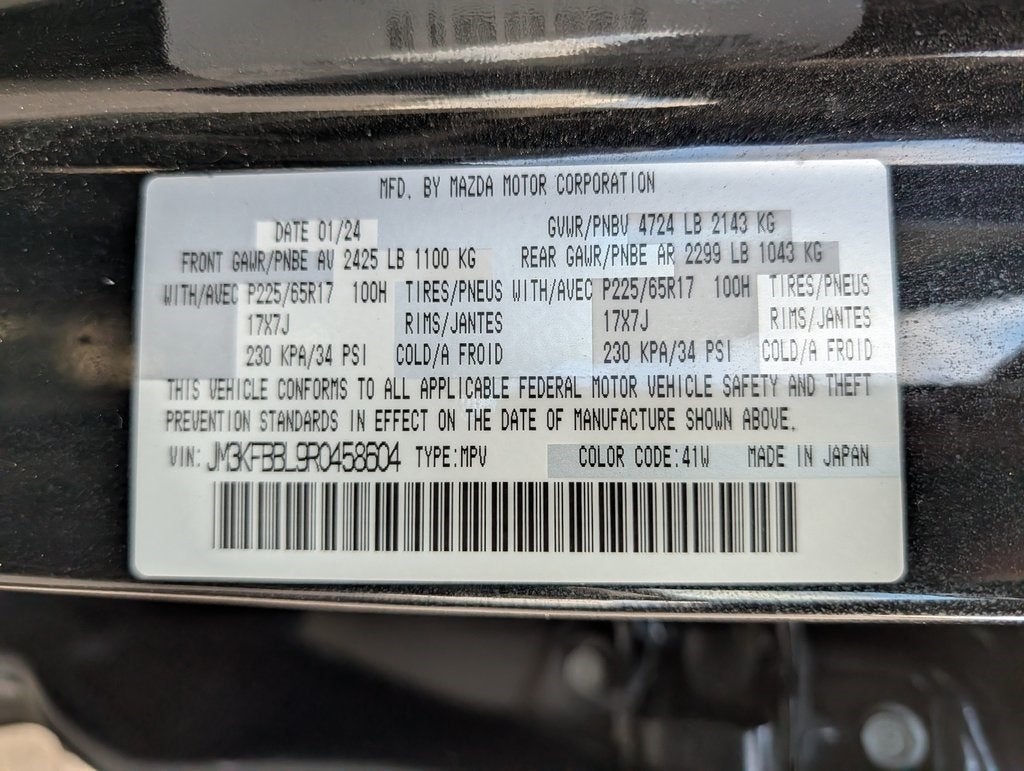 MFD. BY MAZDA MOTOR CORPORATION
DATE 01/24 GVWR/PNBV 4724 LB 2143 KG
FRONT GAWR/PNBE AV 2425 LB 1100 KG REAR GAWR/PNBE AR 2299 LB 1043 KG
WITH/AVEC P225/65R17 100H TIRES/PNEUS WITH/AVEC P225/65R17 100H TIRES/PNEUS
17X7J RIMS/JANTES 17X7J RIMS/JANTES
230 KPA/34 PSI COLD/A FROID 230 KPA/34 PSI COLD/A FROID
THIS VEHICLE CONFORMS TO ALL APPLICABLE FEDERAL MOTOR VEHICLE SAFETY AND THEFT
PREVENTION STANDARDS IN EFFECT ON THE DATE OF MANUFACTURE SHOWN ABOVE.
VIN: JM3KFBBL9R0458604 TYPE:MPV COLOR CODE:41W MADE IN JAPAN